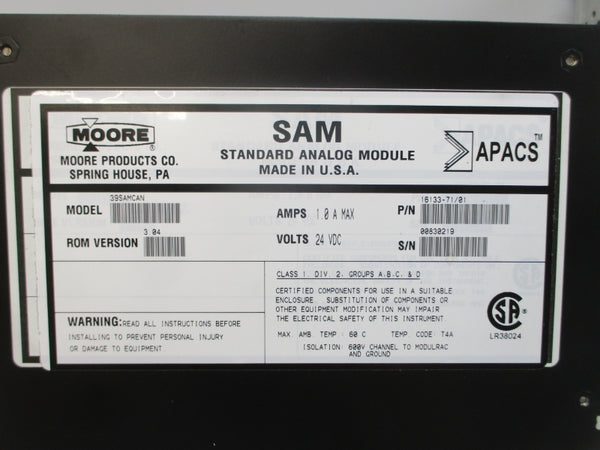 MOORE
MOORE PRODUCTS CO.
SPRING HOUSE, PA
SAM
STANDARD ANALOG MODULE
MADE IN U.S.A.
APACS™
MODEL 39SAMCAN
ROM VERSION 3.04
AMPS 1.0 A MAX
VOLTS 24 VDC
P/N 16133-71/01
S/N 00830219
WARNING: READ ALL INSTRUCTIONS BEFORE
INSTALLING TO PREVENT PERSONAL INJURY
OR DAMAGE TO EQUIPMENT.
CLASS I, DIV. 2, GROUPS A,B,C, & D
CERTIFIED COMPONENTS FOR USE IN A SUITABLE
ENCLOSURE. SUBSTITUTION OF COMPONENTS OR
OTHER EQUIPMENT MODIFICATION MAY IMPAIR
THE ELECTRICAL SAFETY OF THIS INSTRUMENT.
MAX. AMB. TEMP.: 60 C TEMP. CODE: T4A
ISOLATION: 600V CHANNEL TO MODULRAC
AND GROUND
SA
LR38024